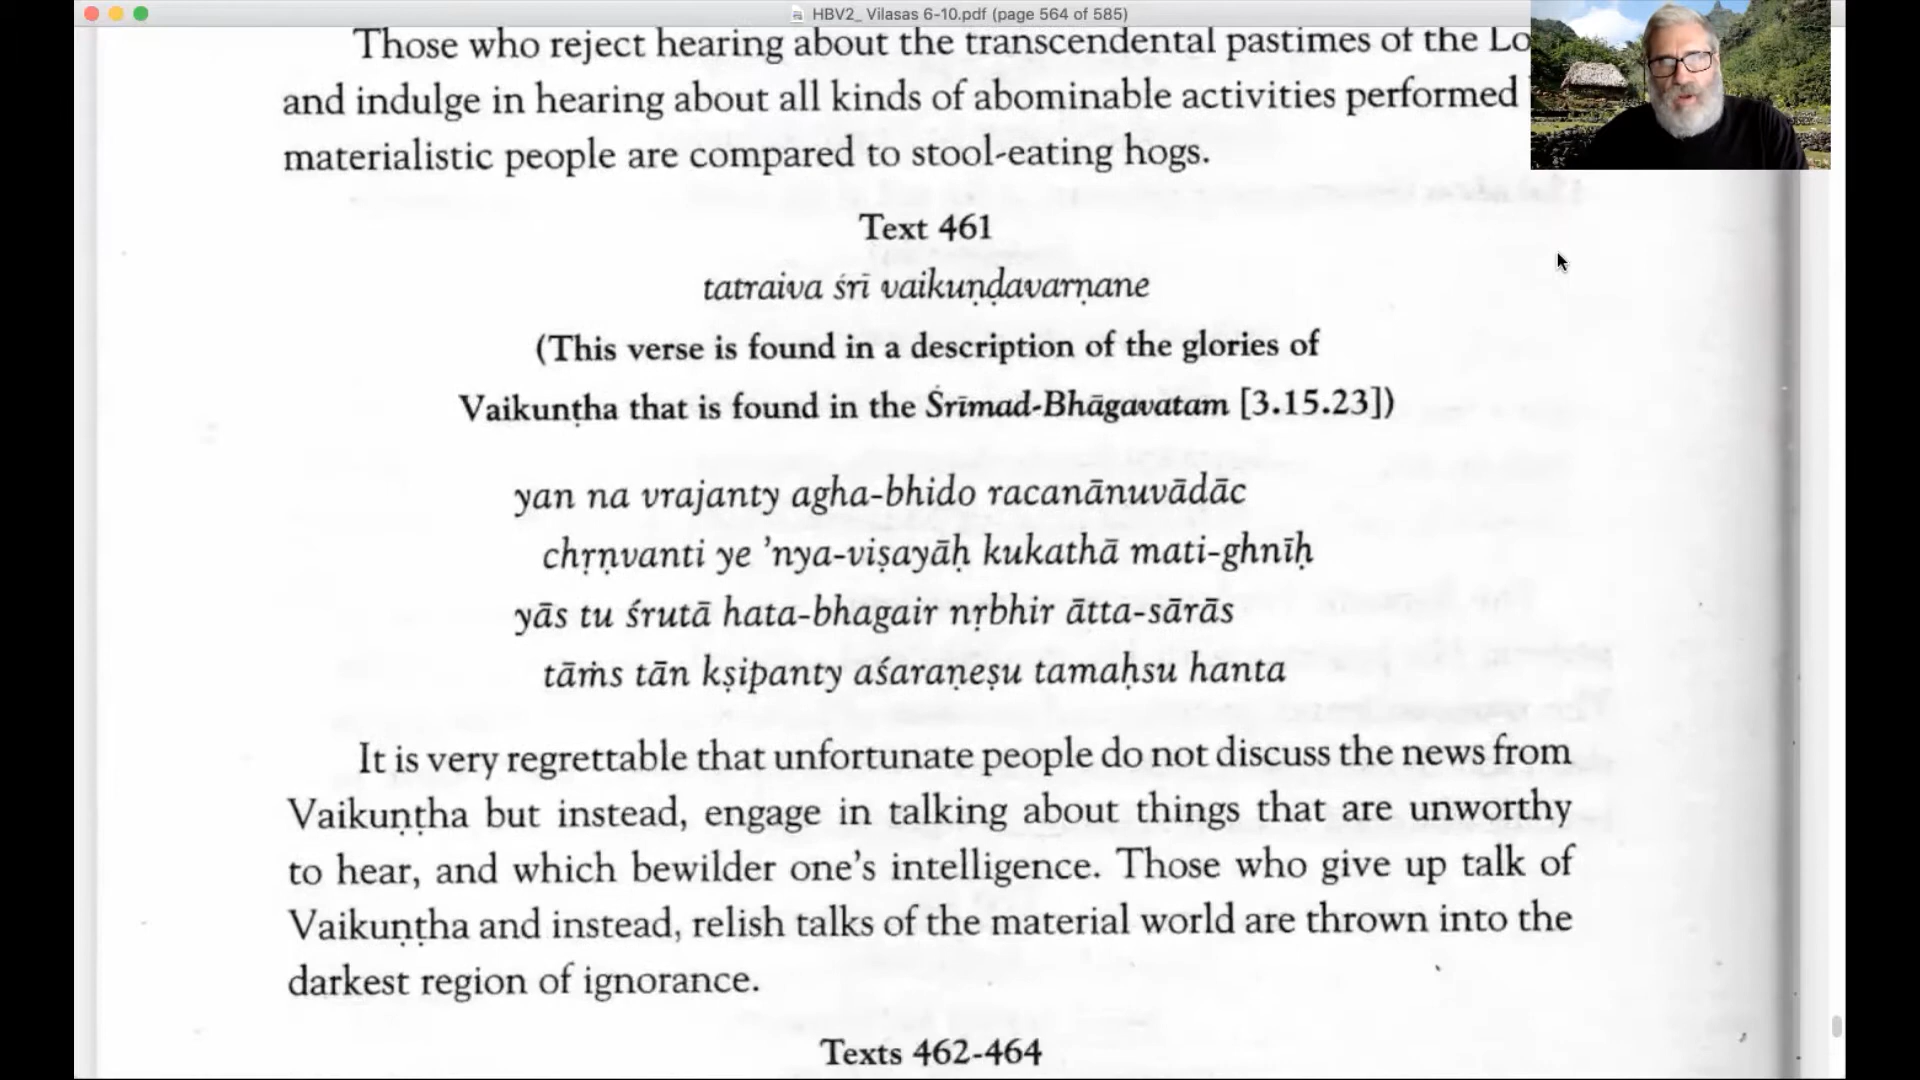 HBV2_ Vilasas 6-10.pdf (page 564 of 585)
Those who reject hearing about the transcendental pastimes of the
and indulge in hearing about all kinds of abominable activities performed
materialistic people are compared to stool-eating hogs.
Text 461
tatraiva śrī vaikuṇḍavarṇane
(This verse is found in a description of the glories of
Vaikuṇṭha that is found in the Śrīmad-Bhāgavatam [3.15.23])
yan na vrajanty agha-bhido racanānuvādāc
chṛṇvanti ye 'nya-viṣayāḥ kukathā mati-ghnīḥ
yās tu śrutā hata-bhagair nṛbhir ātta-sārās
tāṁs tān kṣipanty aśaraṇeṣu tamaḥsu hanta
It is very regrettable that unfortunate people do not discuss the news from
Vaikuṇṭha but instead, engage in talking about things that are unworthy
to hear, and which bewilder one's intelligence. Those who give up talk of
Vaikuṇṭha and instead, relish talks of the material world are thrown into the
darkest region of ignorance.
Texts 462-464